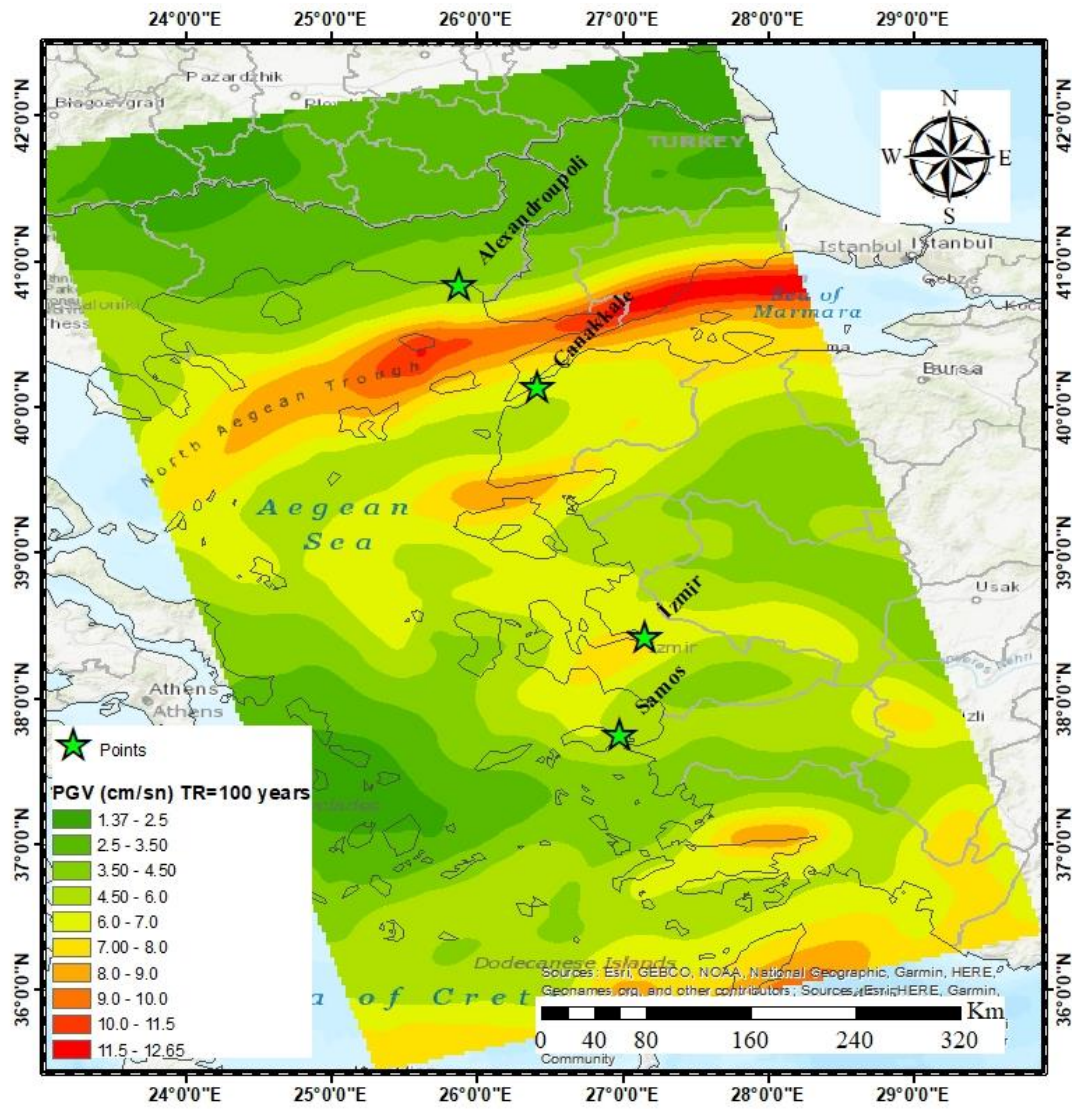 24°0'0"E 25°0'0"E 26°0'0"E 27°0'0"E 28°0'0"E 29°0'0"E
42°0'0"N
41°0'0"N
40°0'0"N
39°0'0"N
38°0'0"N
37°0'0"N
36°0'0"N
Pazardzhik
Blagoevgrad
TURKEY
N
W E
S
Alexandroupoli
Istanbul Istanbul
Gebze
Sea of
Marmara
Canakkale
Bursa
North Aegean Trough
Aegean
Sea
Usak
İzmir
Izmir
Samos
Athens
Athens
Points
PGV (cm/sn) TR=100 years
1.37 - 2.5
2.5 - 3.50
3.50 - 4.50
4.50 - 6.0
6.0 - 7.0
7.00 - 8.0
8.0 - 9.0
9.0 - 10.0
10.0 - 11.5
11.5 - 12.65
Dodecanese Islands
a of Cret
Sources: Esri, GEBCO, NOAA, National Geographic, Garmin, HERE,
Geonames.org, and other contributors; Sources: Esri, HERE, Garmin,
Km
0 40 80 160 240 320
Community
42°0'0"N
41°0'0"N
40°0'0"N
39°0'0"N
38°0'0"N
37°0'0"N
36°0'0"N
24°0'0"E 25°0'0"E 26°0'0"E 27°0'0"E 28°0'0"E 29°0'0"E